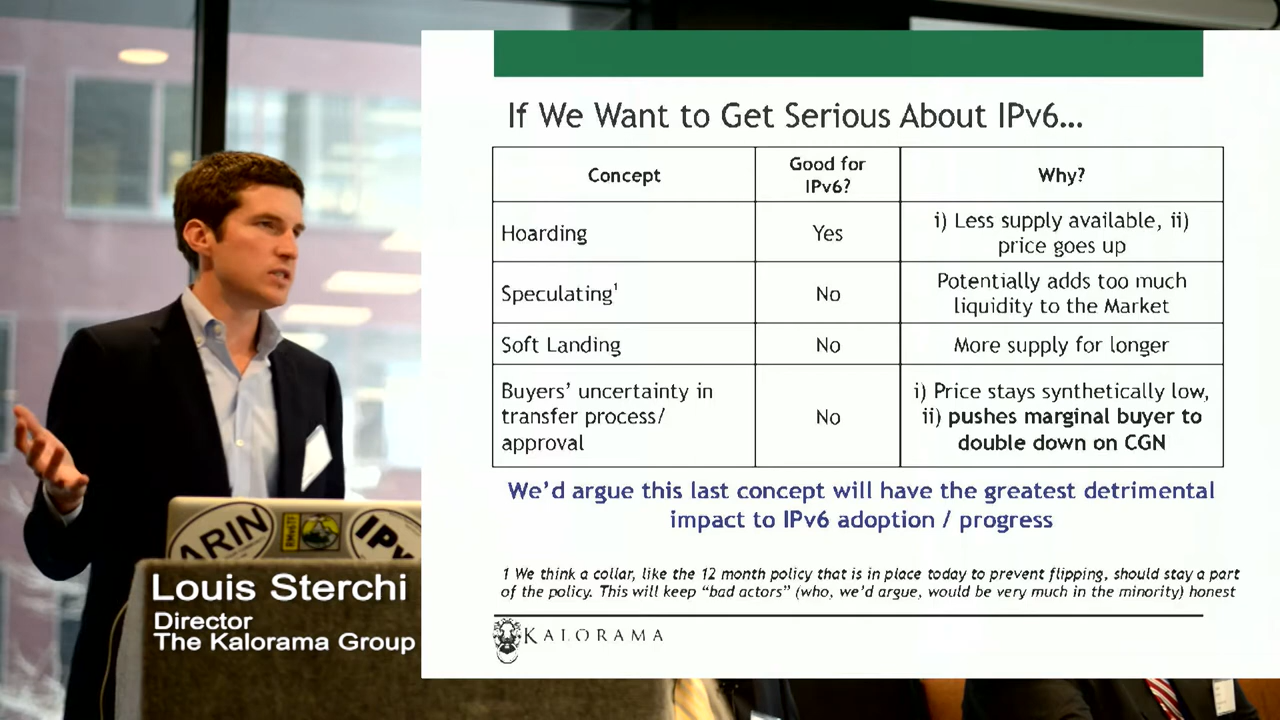 If We Want to Get Serious About IPv6…
Concept
Good for
IPv6?
Why?
Hoarding
Yes
i) Less supply available, ii)
price goes up
Speculating¹
No
Potentially adds too much
liquidity to the Market
Soft Landing
No
More supply for longer
Buyers’ uncertainty in
transfer process/
approval
No
i) Price stays synthetically low,
ii) pushes marginal buyer to
double down on CGN
We’d argue this last concept will have the greatest detrimental
impact to IPv6 adoption / progress
1 We think a collar, like the 12 month policy that is in place today to prevent flipping, should stay a part
of the policy. This will keep “bad actors” (who, we’d argue, would be very much in the minority) honest
KALORAMA
ARIN
IPv
Louis Sterchi
Director
The Kalorama Group